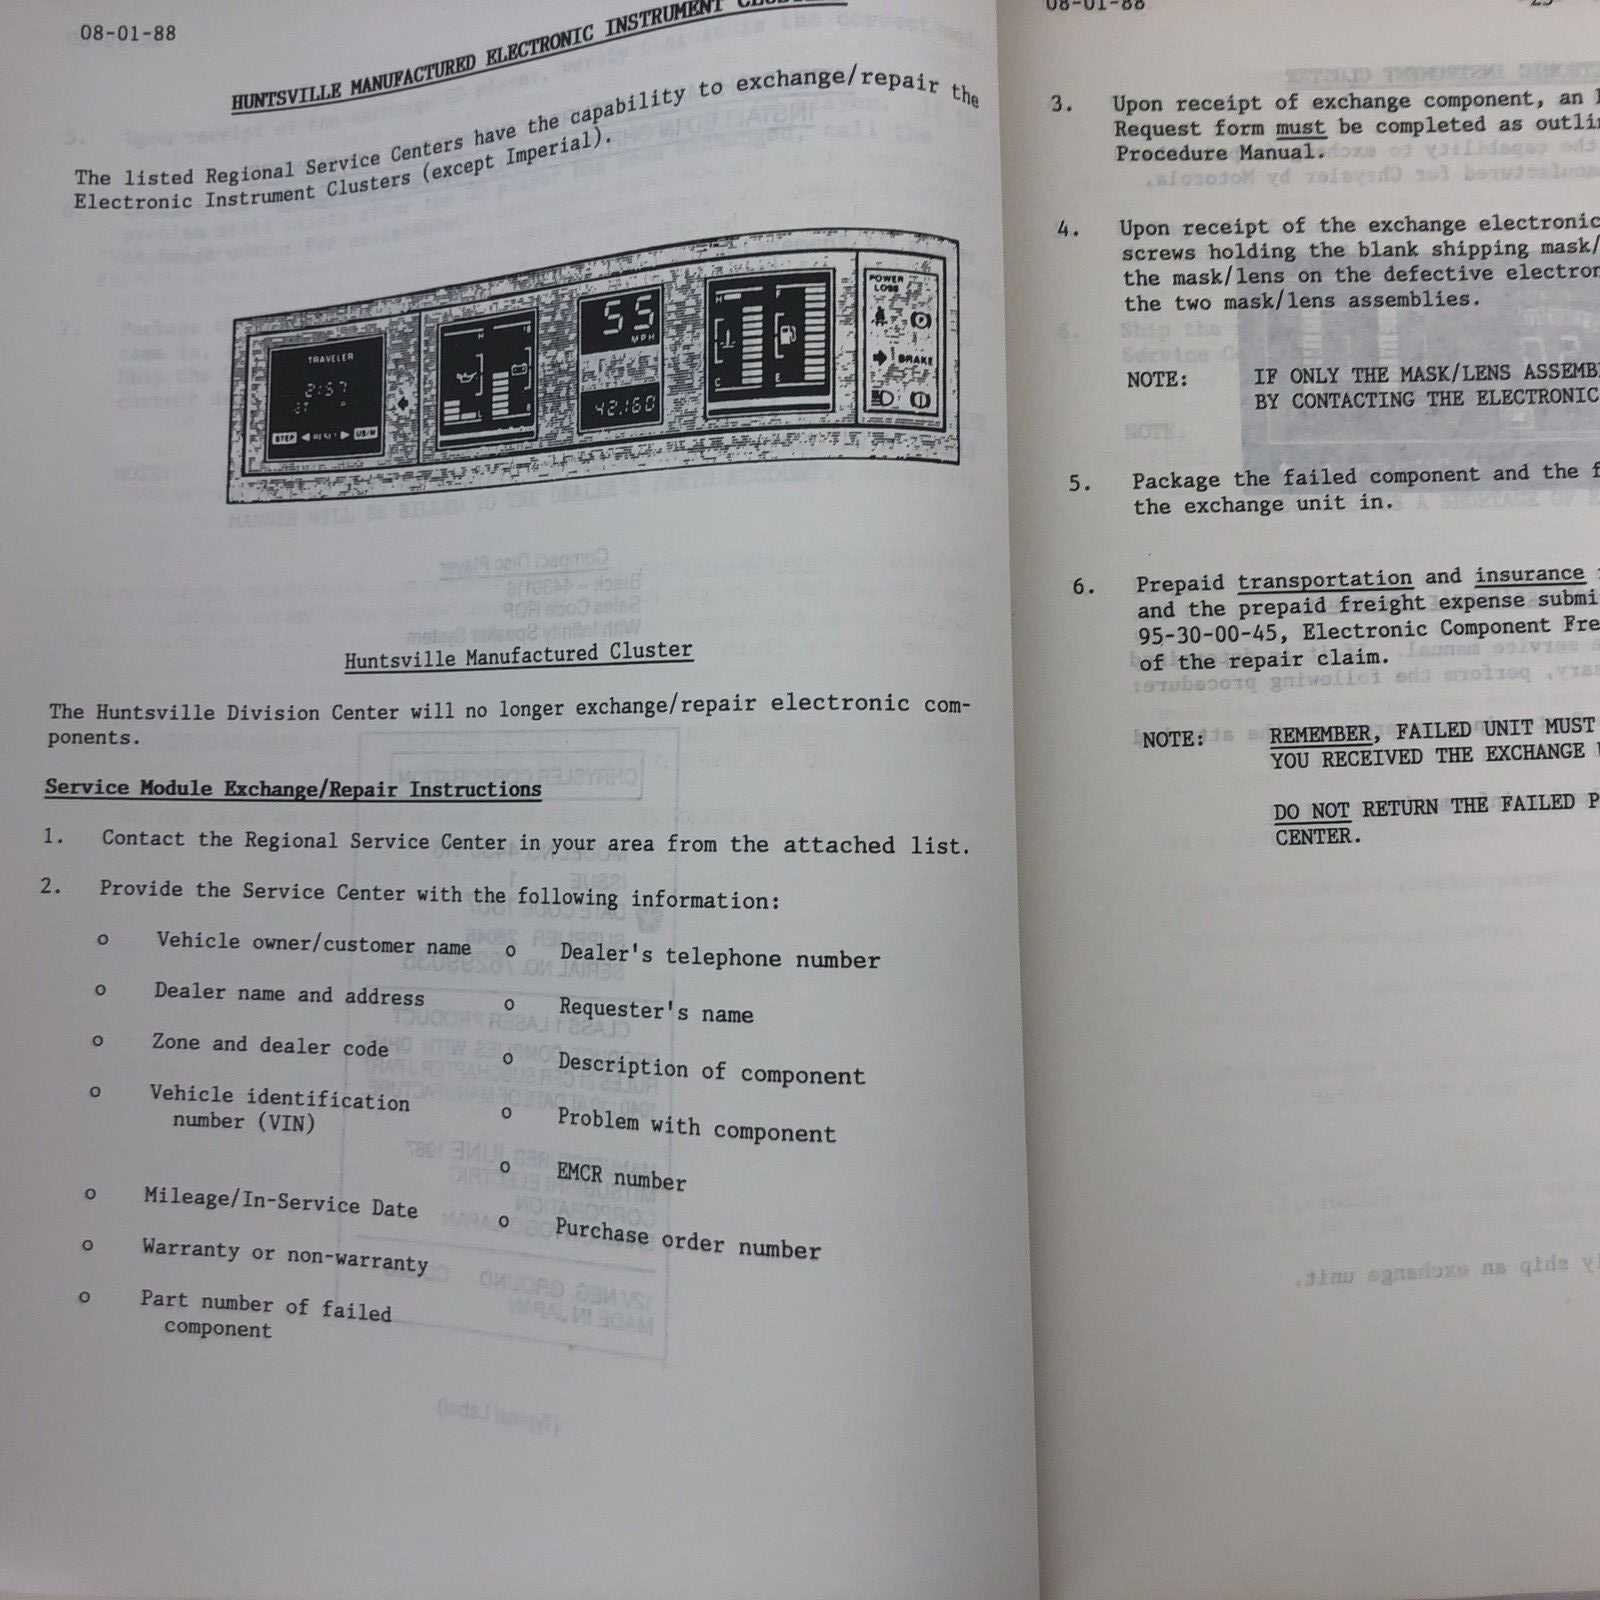 08-01-88
HUNTSVILLE MANUFACTURED ELECTRONIC INSTRUMENT
The listed Regional Service Centers have the capability to exchange/repair the
Electronic Instrument Clusters (except Imperial).
TRAVELER
2:57
STEP
RESET
US/M
H
L
55
MPH
42,160
H
C
F
E
POWER
LOSS
BRAKE
Huntsville Manufactured Cluster
The Huntsville Division Center will no longer exchange/repair electronic com-
ponents.
Service Module Exchange/Repair Instructions
1. Contact the Regional Service Center in your area from the attached list.
2. Provide the Service Center with the following information:
o Vehicle owner/customer name
o Dealer name and address
o Zone and dealer code
o Vehicle identification
number (VIN)
o Mileage/In-Service Date
o Warranty or non-warranty
o Part number of failed
component
o Dealer's telephone number
o Requester's name
o Description of component
o Problem with component
o EMCR number
o Purchase order number
08-01-88
3. Upon receipt of exchange component, an
Request form must be completed as
Procedure Manual.
4. Upon receipt of the exchange electronic
screws holding the blank shipping mask/
the mask/lens on the defective
the two mask/lens assemblies.
NOTE: IF ONLY THE MASK/LENS
BY CONTACTING THE ELECTRONIC
5. Package the failed component and the
the exchange unit in.
6. Prepaid transportation and insurance
and the prepaid freight expense
95-30-00-45, Electronic Component
of the repair claim.
NOTE: REMEMBER, FAILED UNIT MUST
YOU RECEIVED THE EXCHANGE
DO NOT RETURN THE FAILED
CENTER.